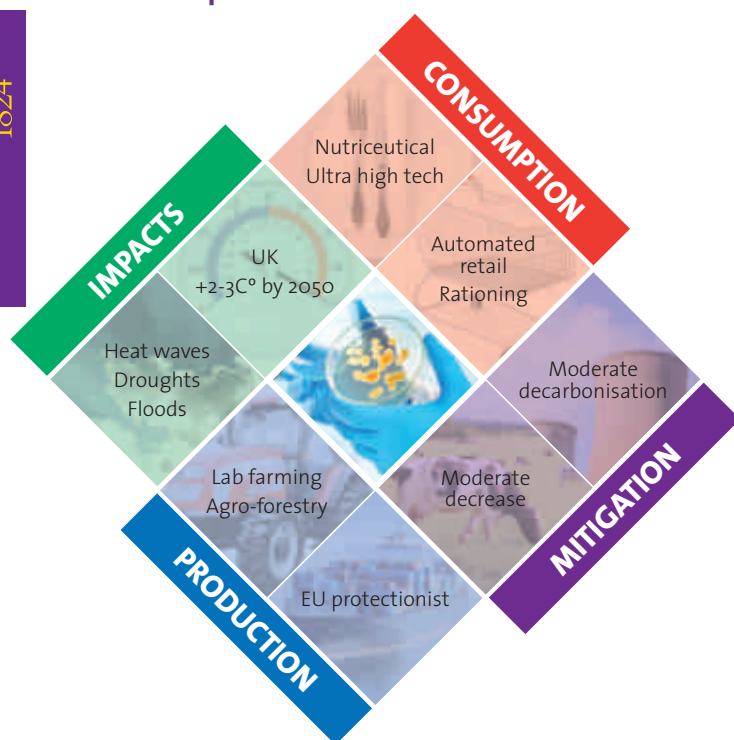 1824
CONSUMPTION
Nutriceutical
Ultra high tech
Automated
retail
Rationing
IMPACTS
UK
+2-3Cº by 2050
Heat waves
Droughts
Floods
Moderate
decarbonisation
Moderate
decrease
MITIGATION
Lab farming
Agro-forestry
EU protectionist
PRODUCTION